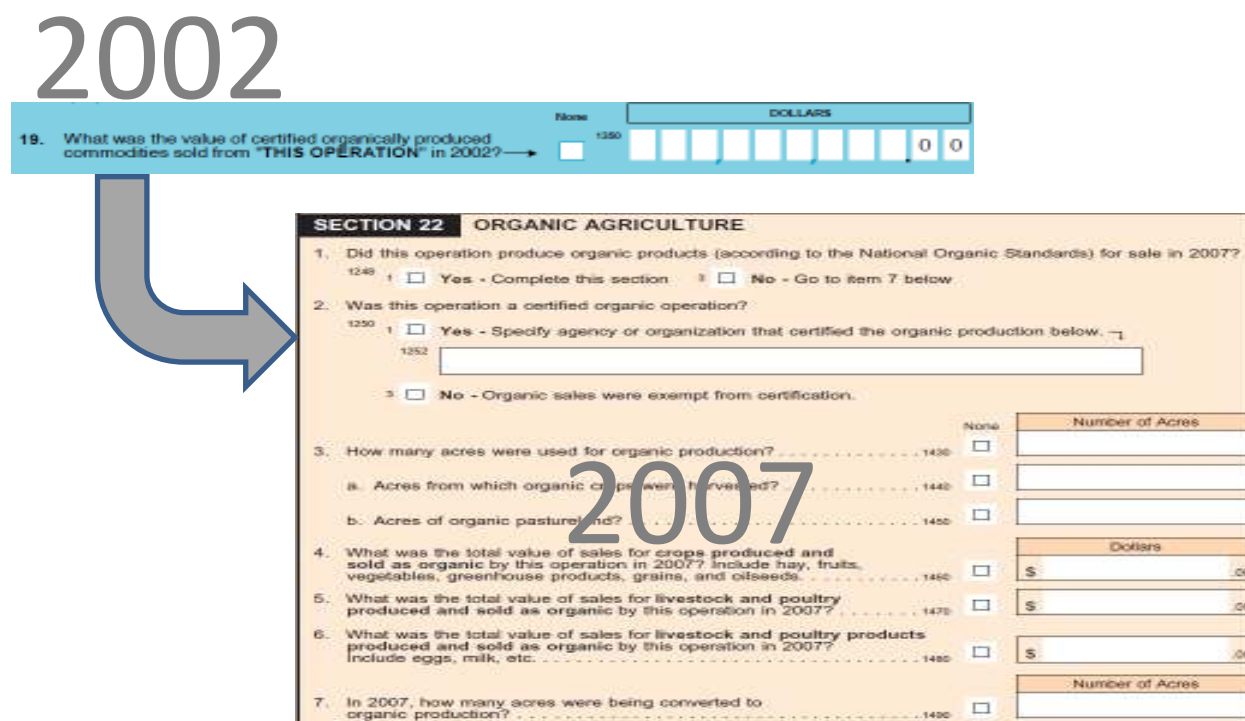 2002
None DOLLARS
19. What was the value of certified organically produced
commodities sold from "THIS OPERATION" in 2002? 1350 .00
SECTION 22 ORGANIC AGRICULTURE
1. Did this operation produce organic products (according to the National Organic Standards) for sale in 2007?
1248 1 Yes - Complete this section 3 No - Go to item 7 below
2. Was this operation a certified organic operation?
1250 1 Yes - Specify agency or organization that certified the organic production below.
1252
3 No - Organic sales were exempt from certification.
None Number of Acres
3. How many acres were used for organic production? 1430
2007
a. Acres from which organic crops were harvested? 1440
b. Acres of organic pastureland? 1450
Dollars
4. What was the total value of sales for crops produced and
sold as organic by this operation in 2007? Include hay, fruits,
vegetables, greenhouse products, grains, and oilseeds. 1460 $
5. What was the total value of sales for livestock and poultry
produced and sold as organic by this operation in 2007? 1470 $
6. What was the total value of sales for livestock and poultry products
produced and sold as organic by this operation in 2007?
Include eggs, milk, etc. 1480 $
Number of Acres
7. In 2007, how many acres were being converted to
organic production? 1490